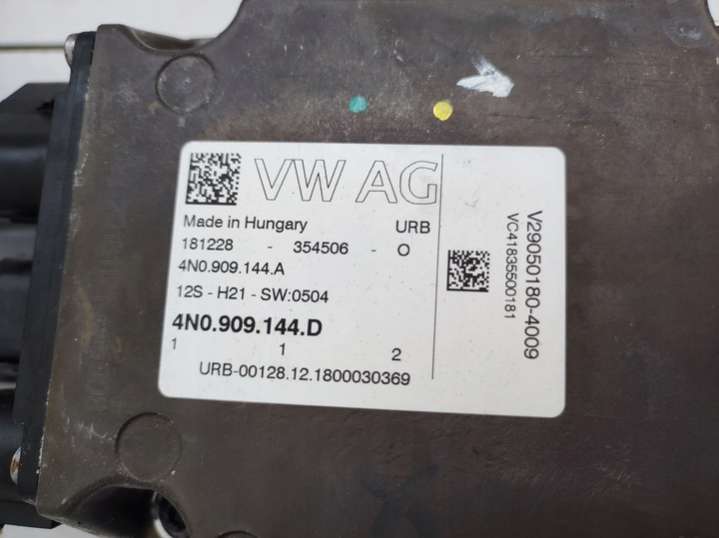 VW AG
Made in Hungary URB
181228 - 354506 - O
4N0.909.144.A
12S - H21 - SW:0504
4N0.909.144.D
1 1 2
URB-00128.12.1800030369
V29050180-4009
VC41835500181